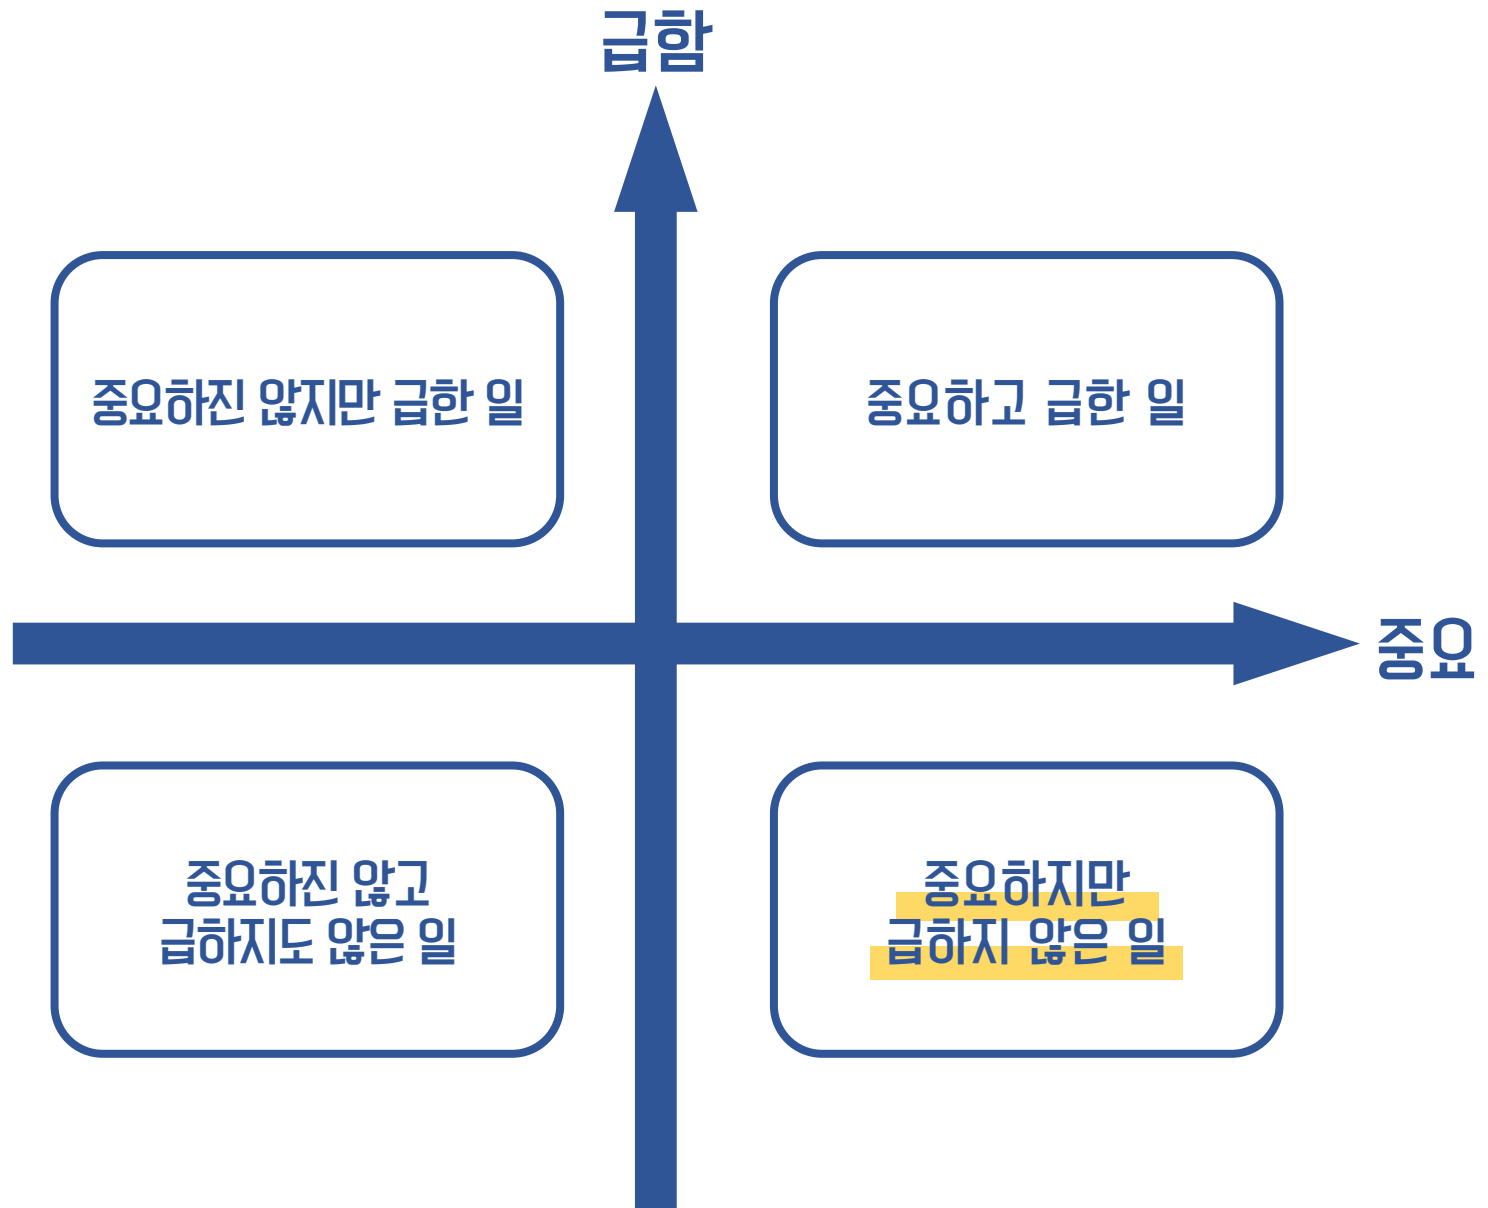 급함
중요하진 않지만 급한 일
중요하고 급한 일
중요
중요하진 않고
급하지도 않은 일
중요하지만
급하지 않은 일